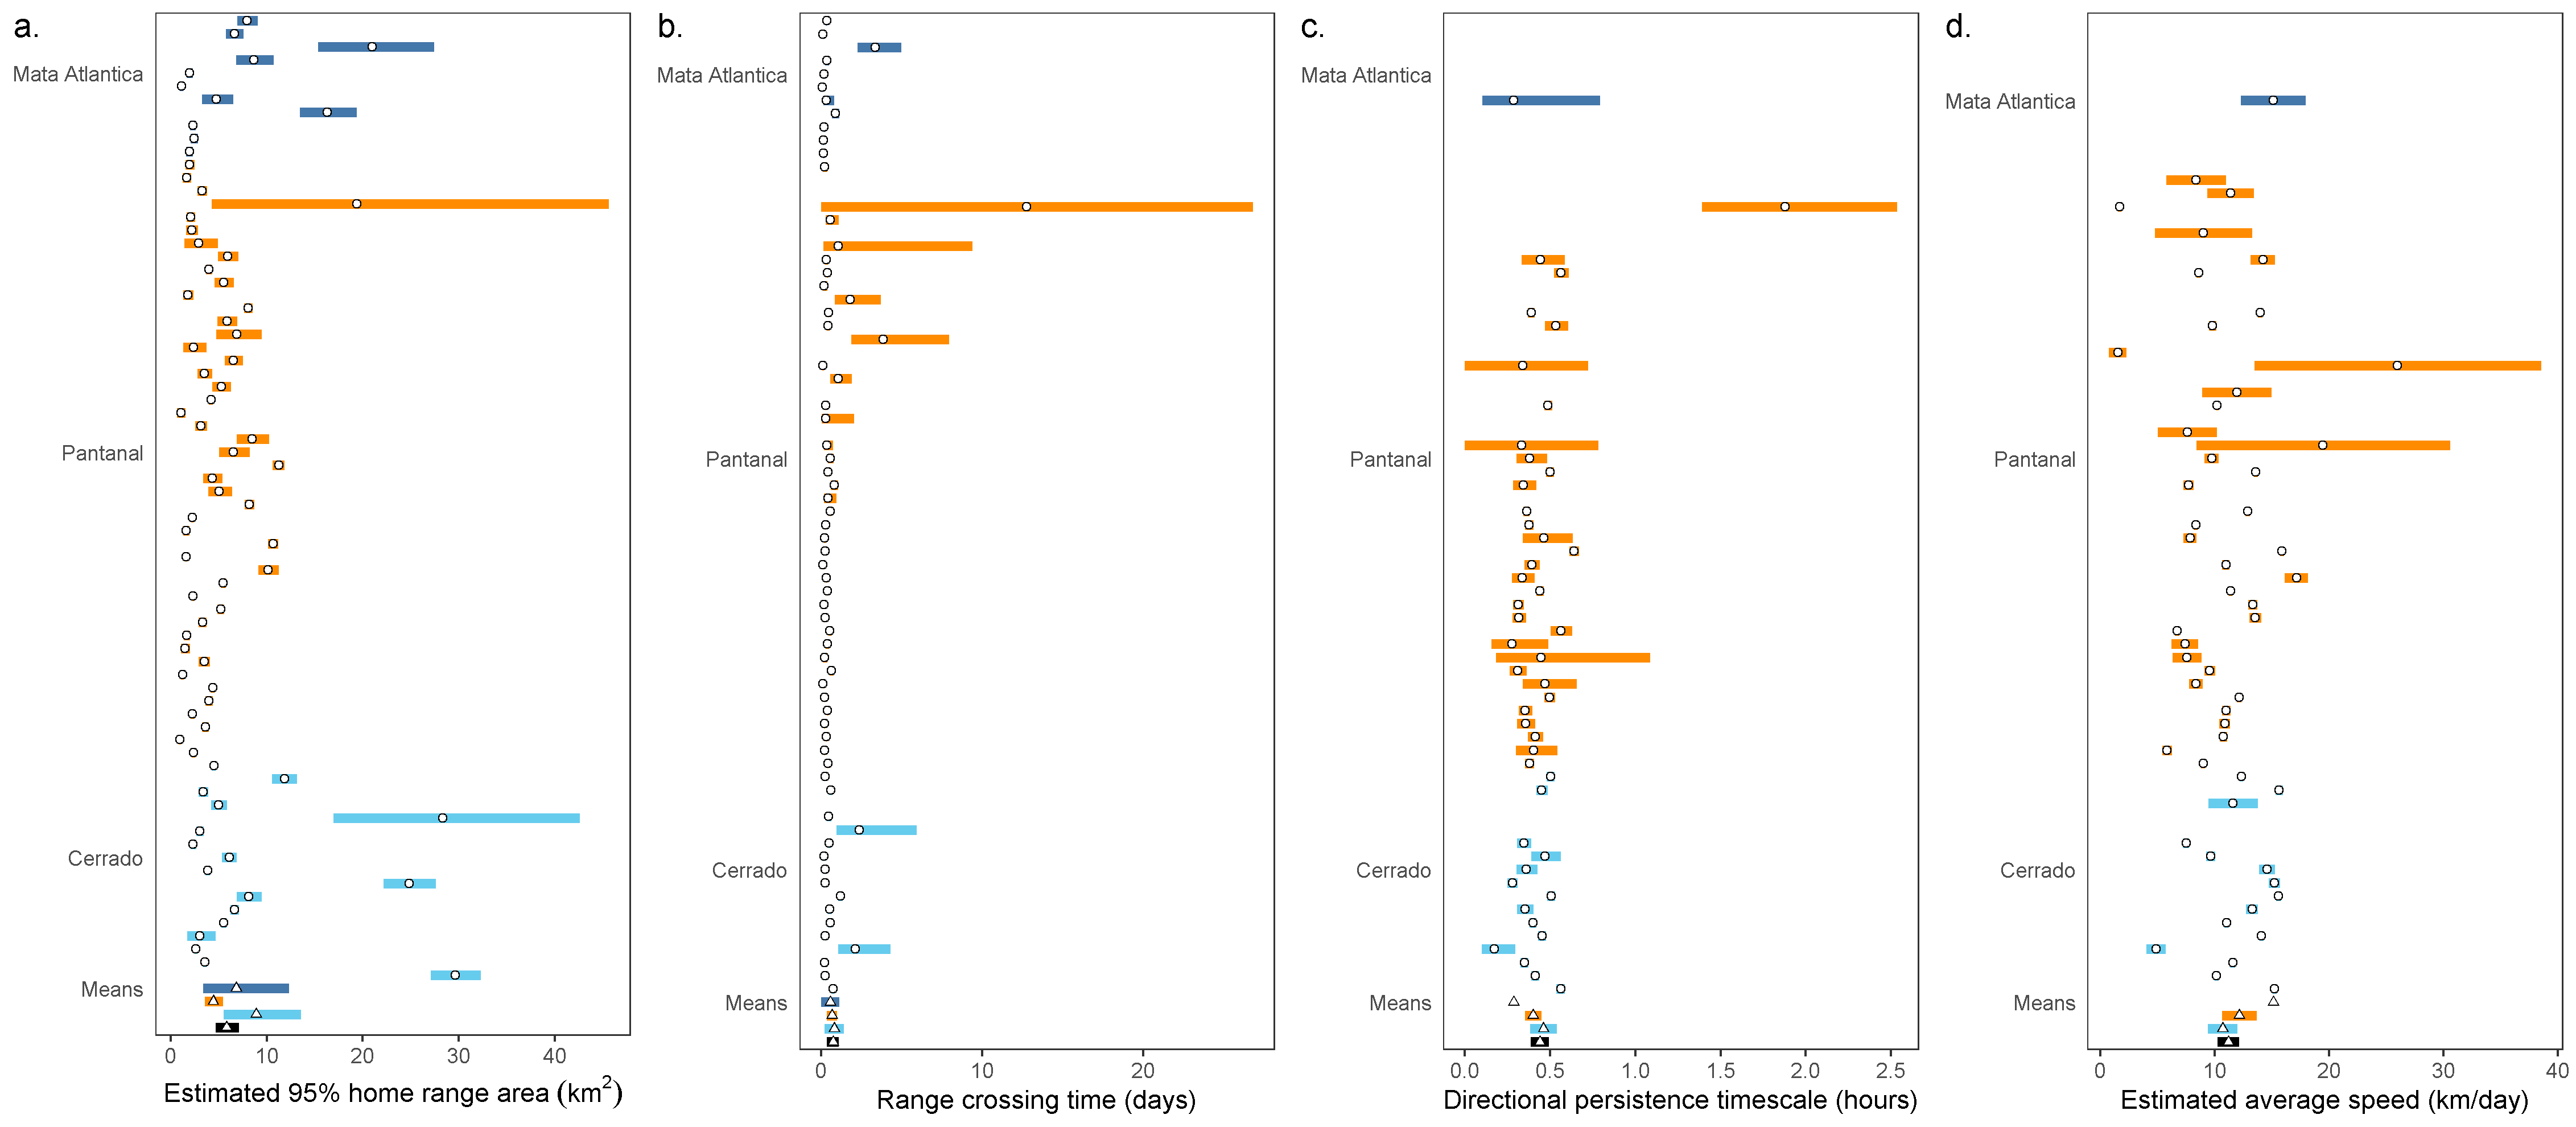 a.
Mata Atlantica
Pantanal
Cerrado
Means
0 10 20 30 40
Estimated 95% home range area (km²)
b.
Mata Atlantica
Pantanal
Cerrado
Means
0 10 20
Range crossing time (days)
c.
Mata Atlantica
Pantanal
Cerrado
Means
0.0 0.5 1.0 1.5 2.0 2.5
Directional persistence timescale (hours)
d.
Mata Atlantica
Pantanal
Cerrado
Means
0 10 20 30 40
Estimated average speed (km/day)